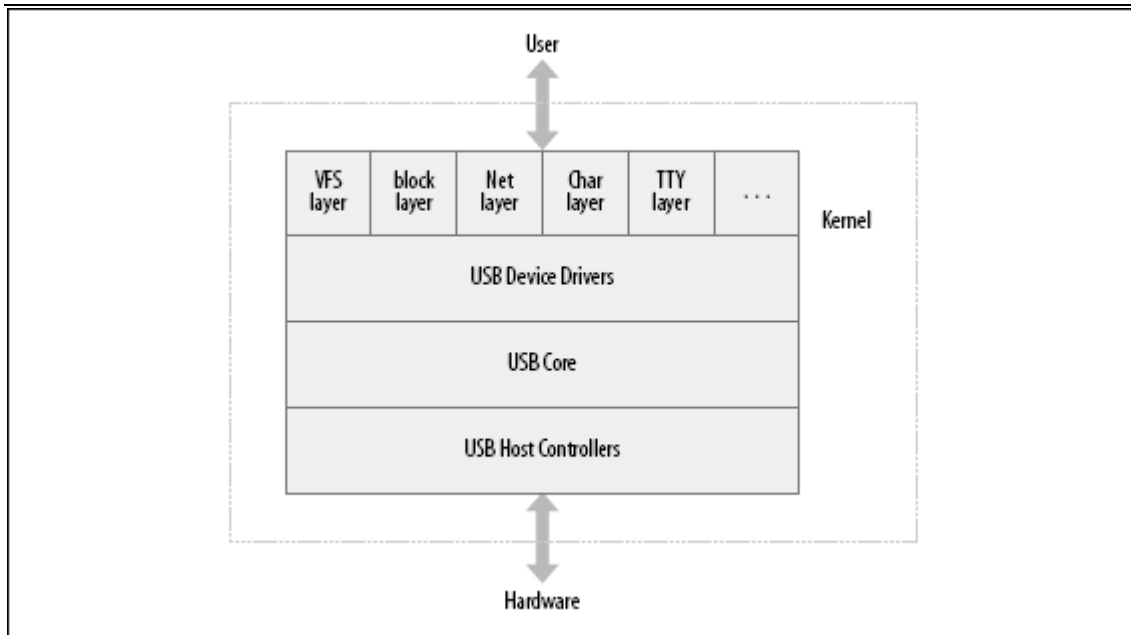 User
VFS
layer
block
layer
Net
layer
Char
layer
TTY
layer
...
Kernel
USB Device Drivers
USB Core
USB Host Controllers
Hardware